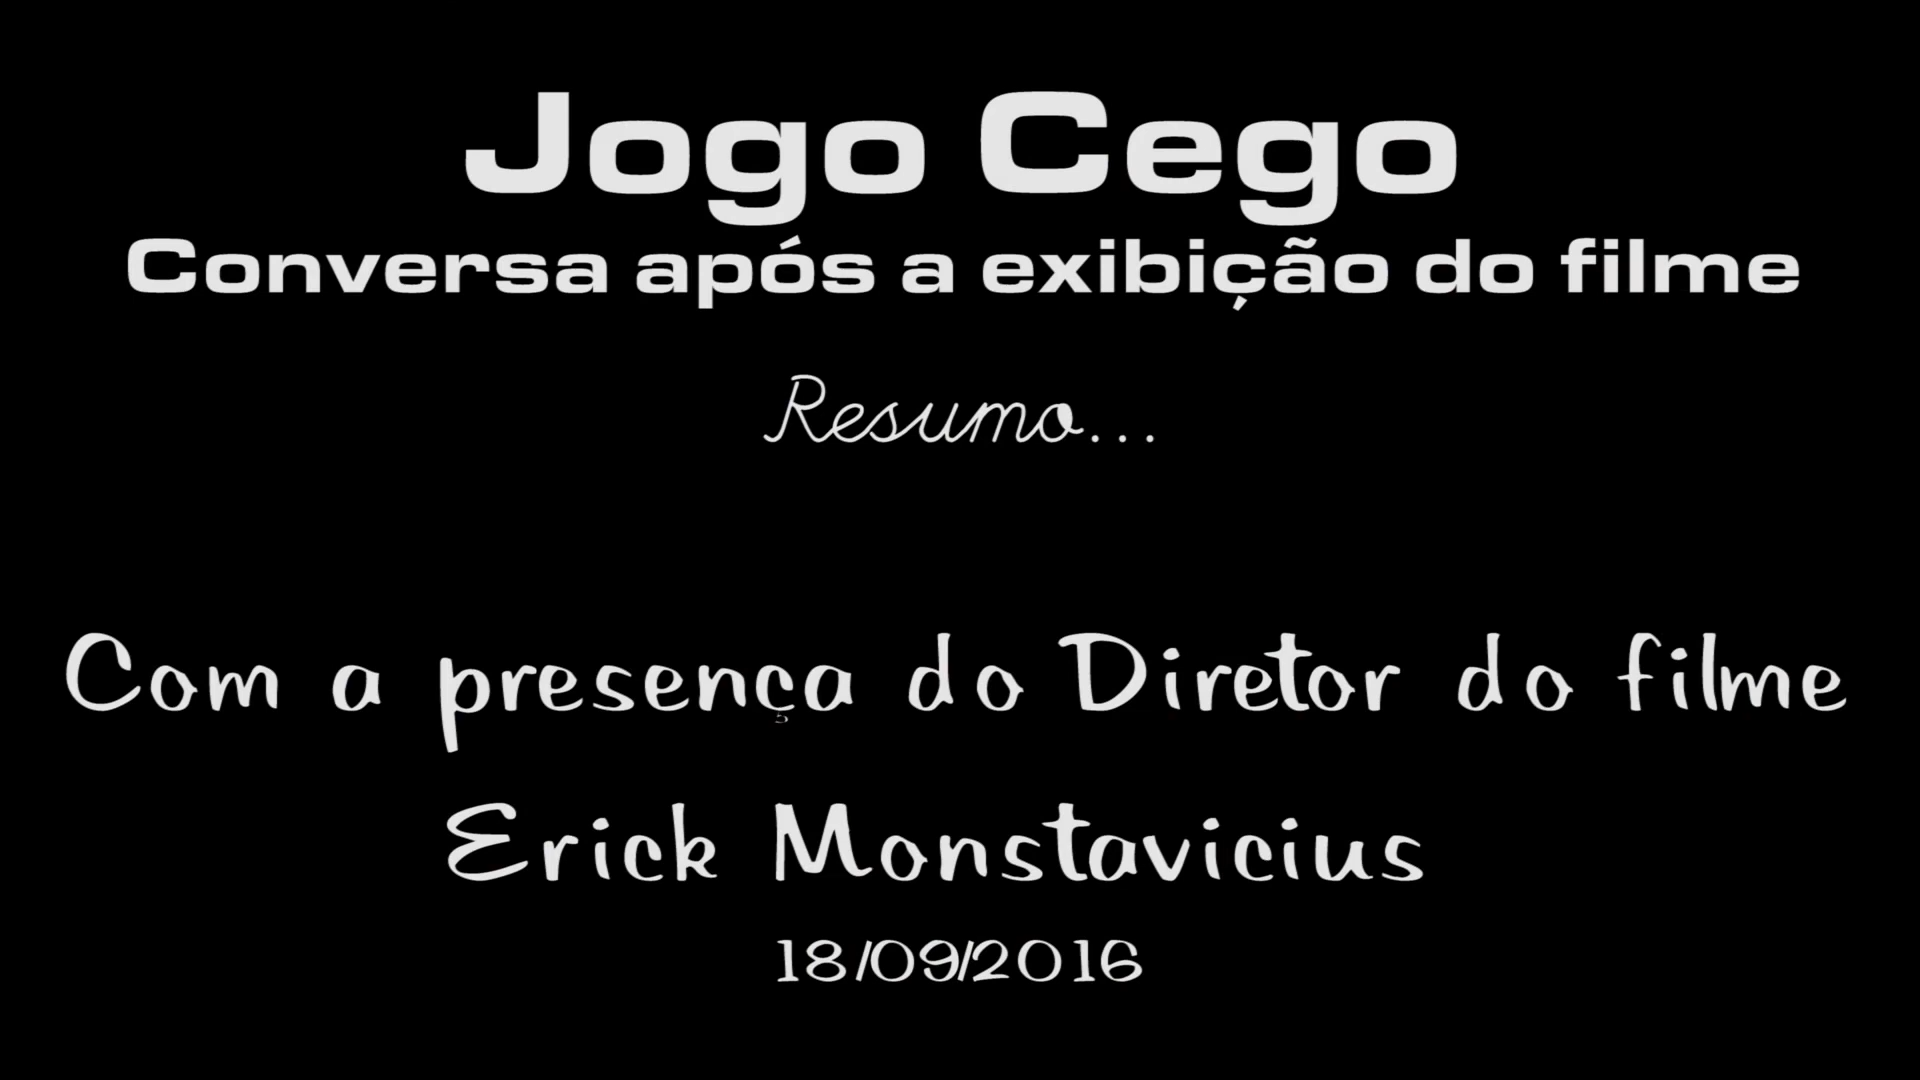 Jogo Cego
Conversa após a exibição do filme
Resumo...
Com a presença do Diretor do filme
Erick Monstavicius
18/09/2016